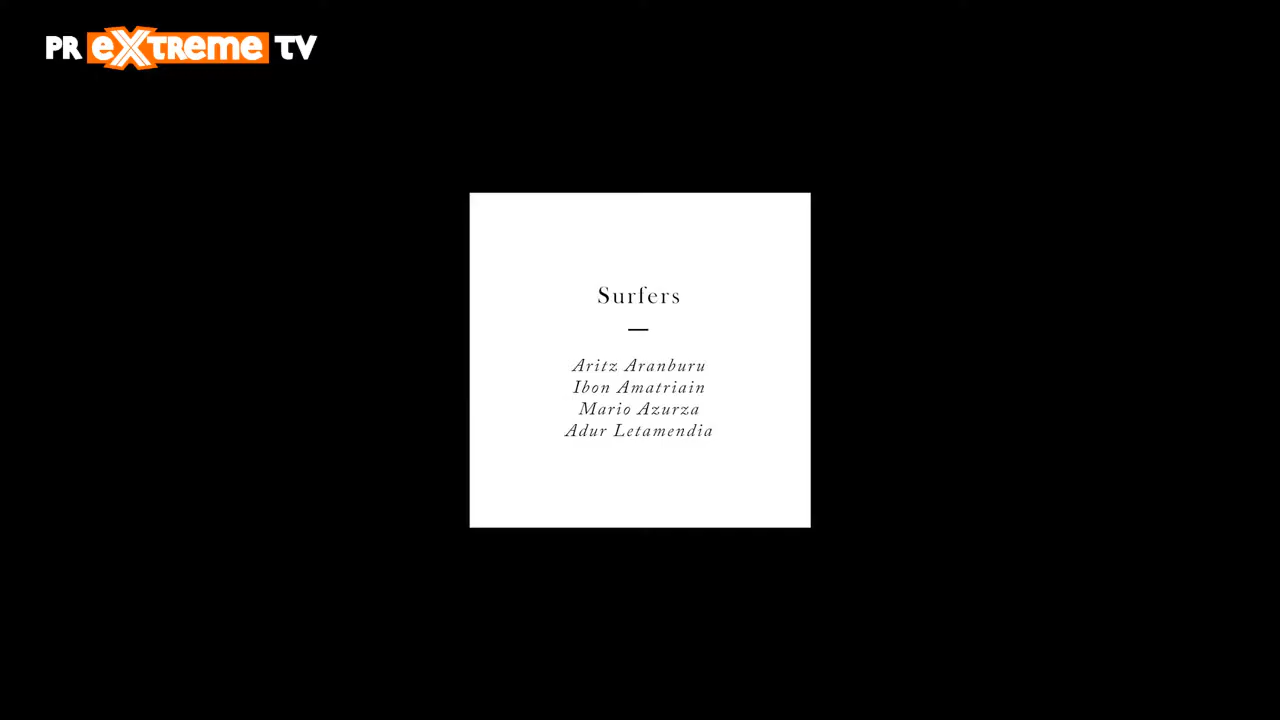 PR eXTReMe TV
Surfers
Aritz Aranburu
Ibon Amatriain
Mario Azurza
Adur Letamendia